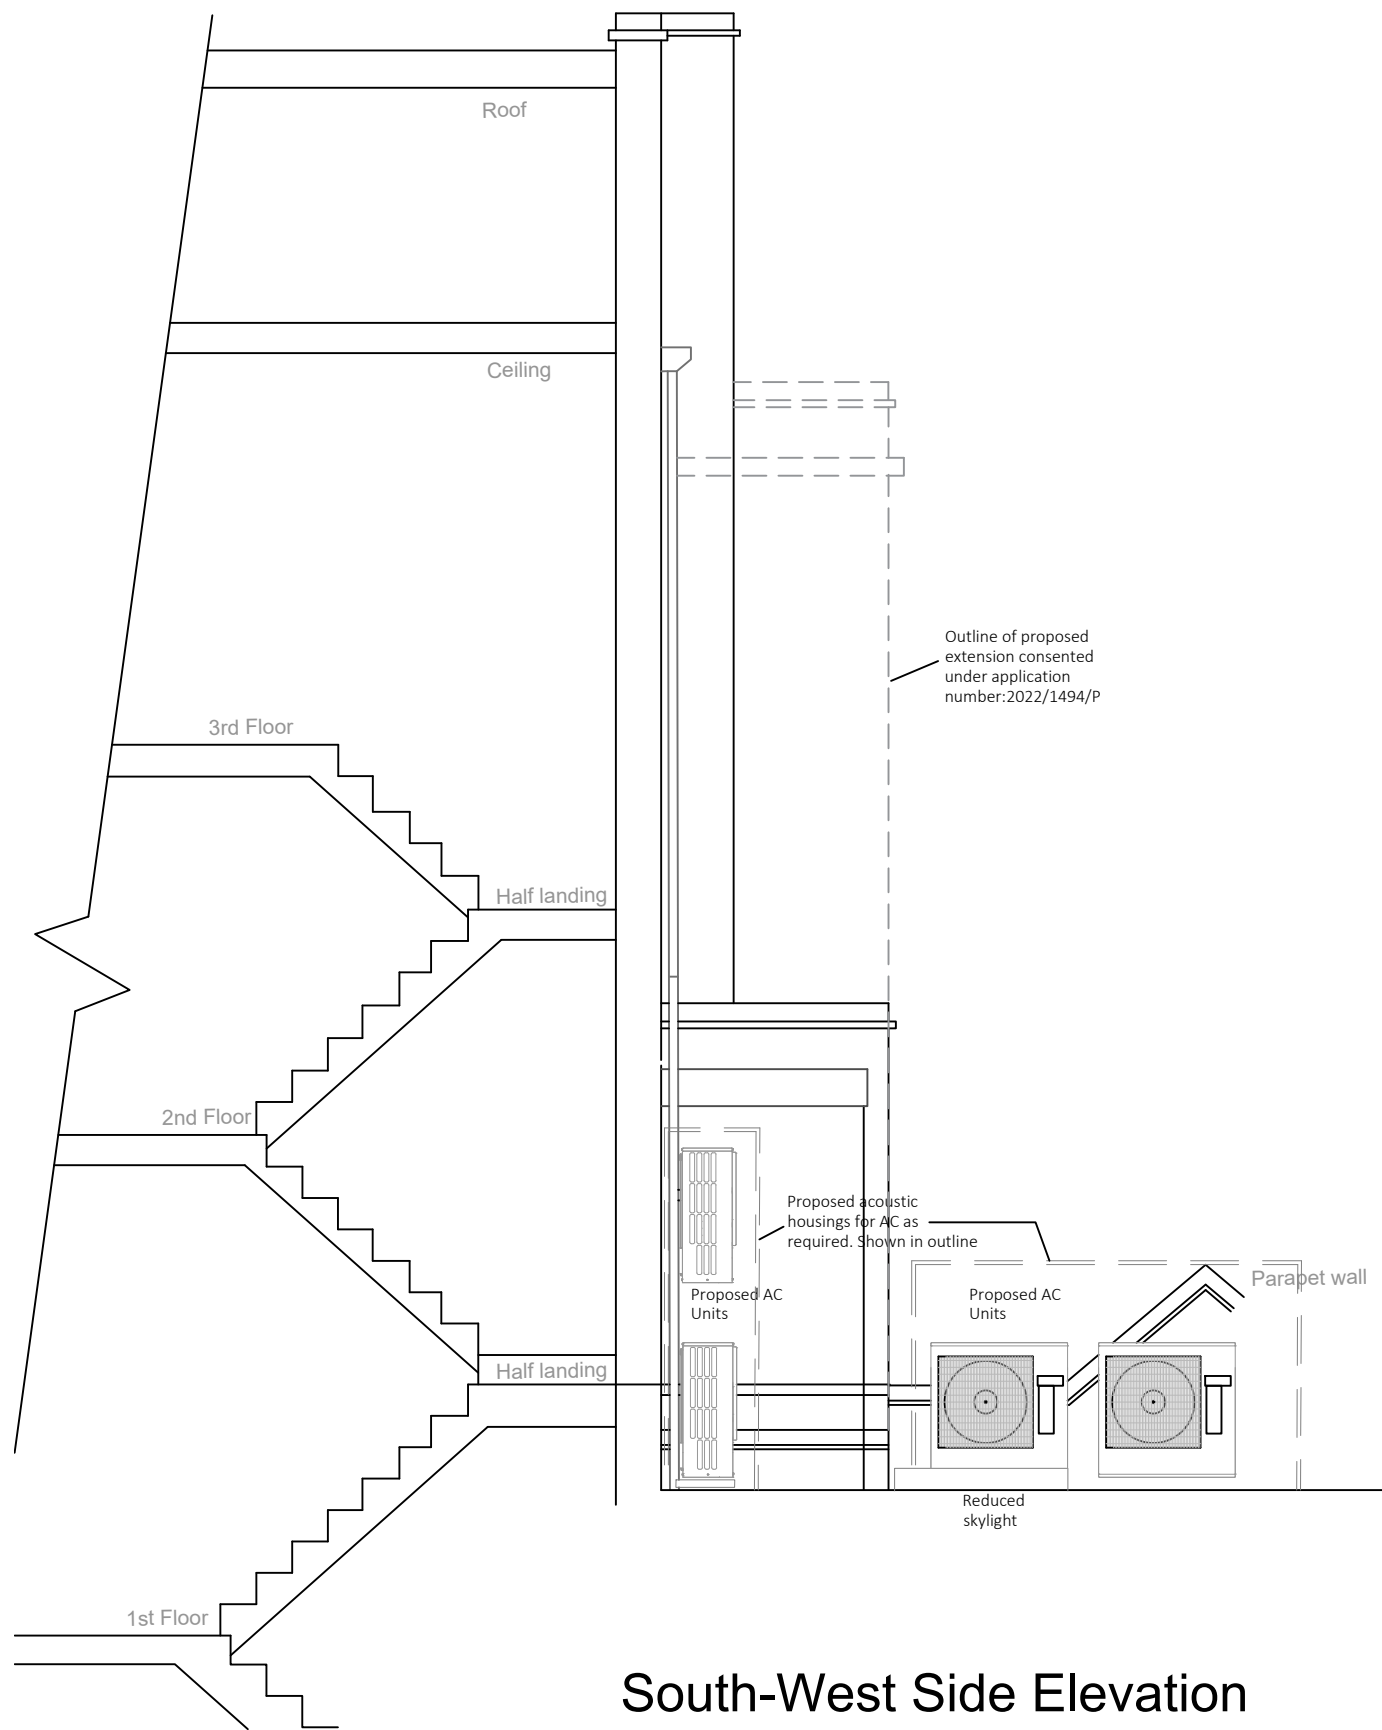 Roof
Ceiling
Outline of proposed
extension consented
under application
number:2022/1494/P
3rd Floor
Half landing
2nd Floor
Proposed acoustic
housings for AC as
required. Shown in outline
Parapet wall
Proposed AC
Units
Proposed AC
Units
Half landing
Reduced
skylight
1st Floor
South-West Side Elevation